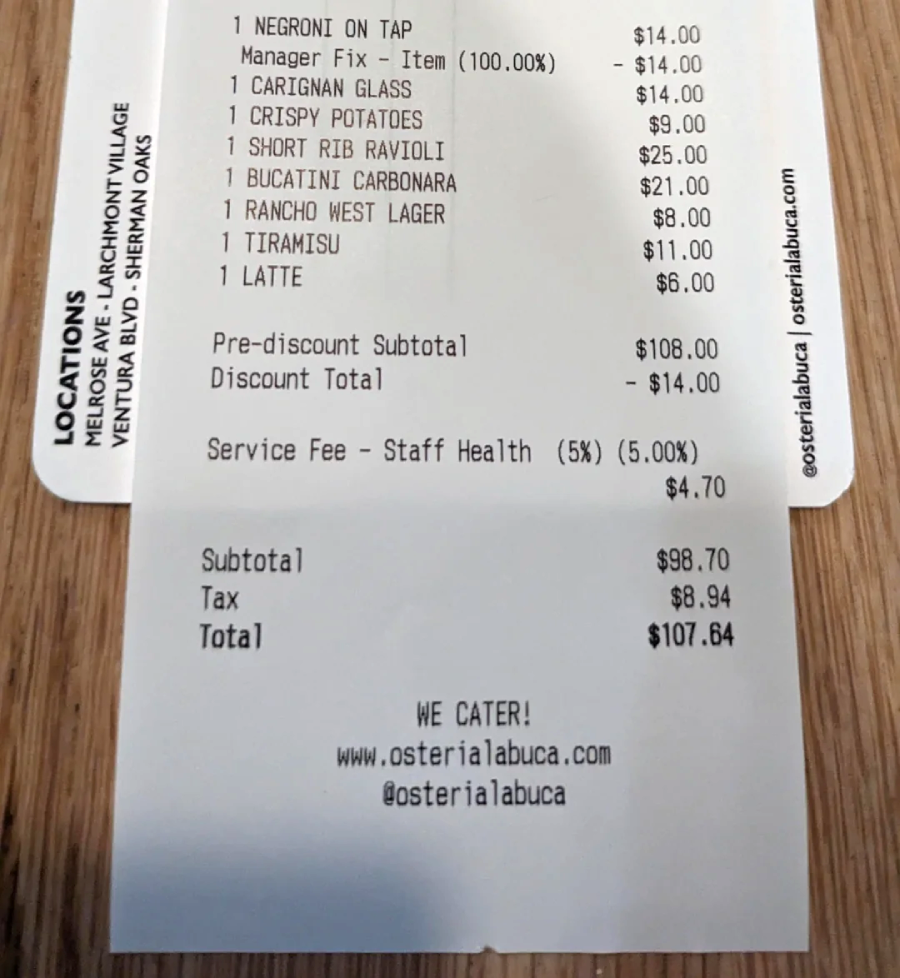 1 NEGRONI ON TAP $14.00
Manager Fix - Item (100.00%) - $14.00
1 CARIGNAN GLASS $14.00
1 CRISPY POTATOES $9.00
1 SHORT RIB RAVIOLI $25.00
1 BUCATINI CARBONARA $21.00
1 RANCHO WEST LAGER $8.00
1 TIRAMISU $11.00
1 LATTE $6.00
Pre-discount Subtotal $108.00
Discount Total - $14.00
Service Fee - Staff Health (5%) (5.00%)
$4.70
Subtotal $98.70
Tax $8.94
Total $107.64
WE CATER!
www.osterialabuca.com
@osterialabuca
LOCATIONS
MELROSE AVE - LARCHMONT VILLAGE
VENTURA BLVD - SHERMAN OAKS
@osterialabuca | osterialabuca.com